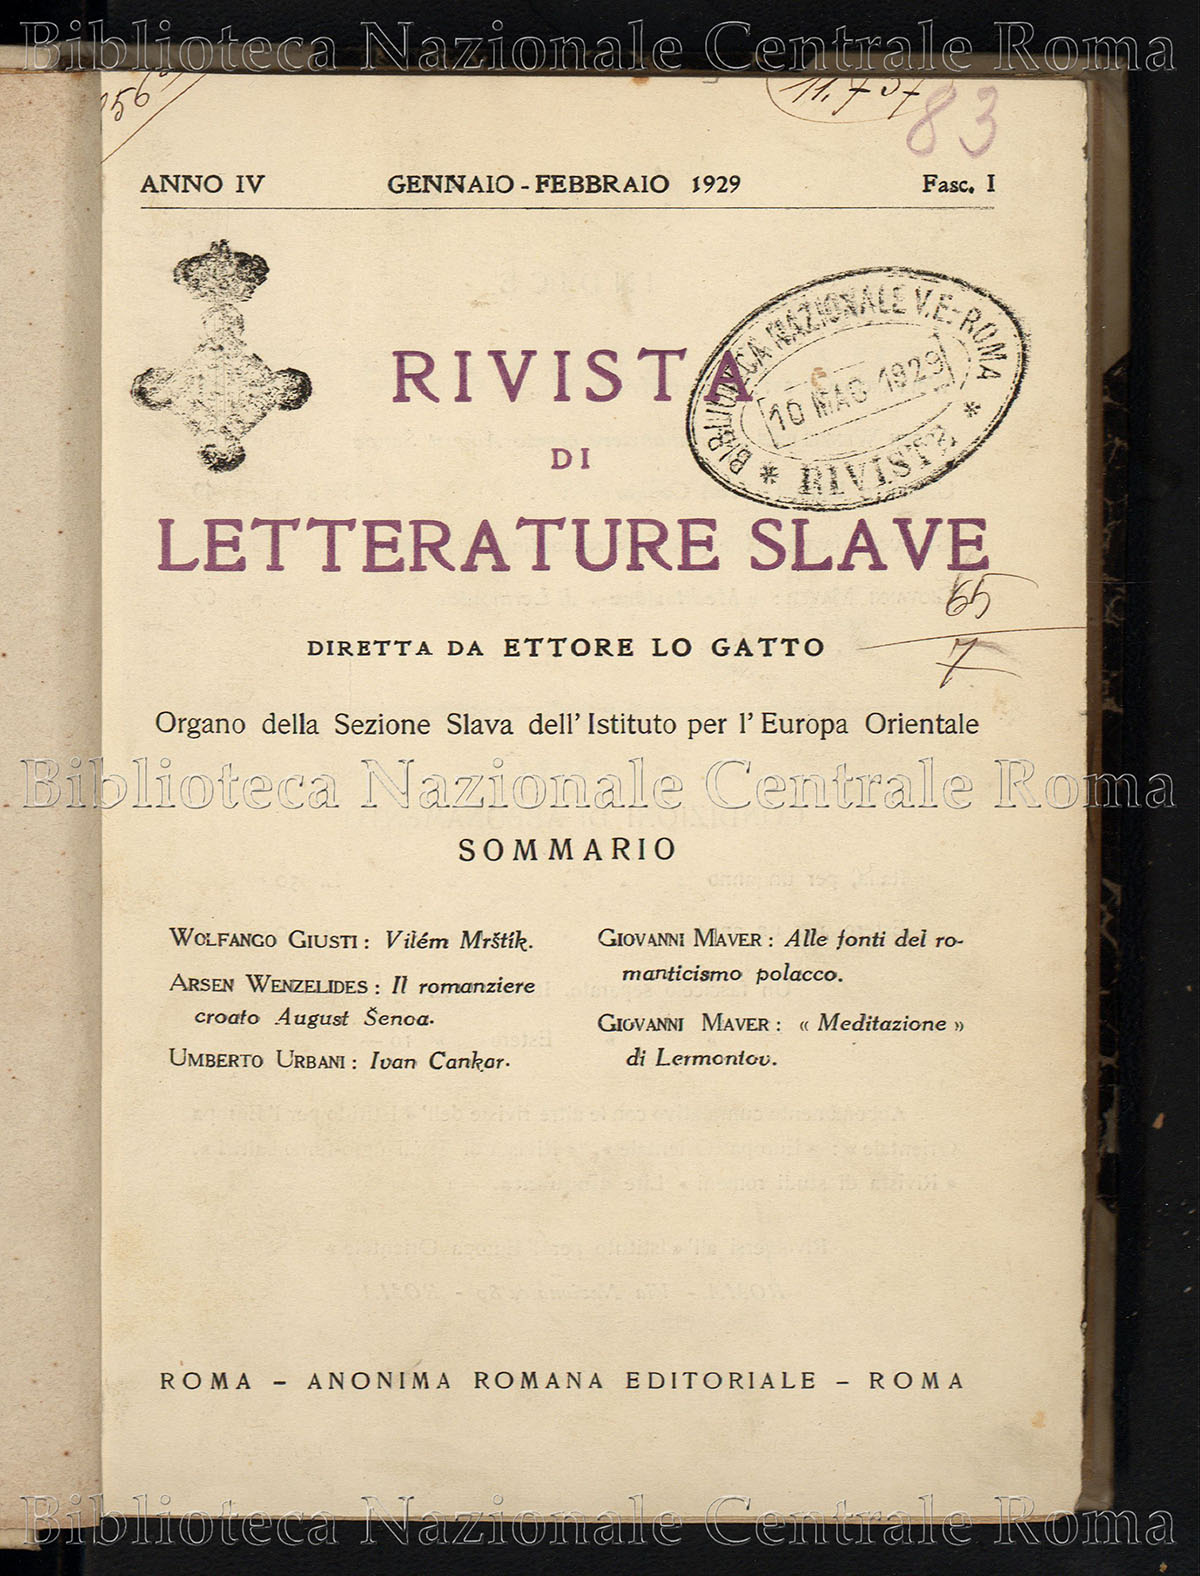 Biblioteca Nazionale Centrale Roma
83
ANNO IV GENNAIO - FEBBRAIO 1929 Fasc. I
BIBLIOTECA NAZIONALE V. E. - ROMA
10 MAG 1929
* RIVISTE *
RIVISTA
DI
LETTERATURE SLAVE
65
7
DIRETTA DA ETTORE LO GATTO
Organo della Sezione Slava dell' Istituto per l' Europa Orientale
Biblioteca Nazionale Centrale Roma
SOMMARIO
WOLFANGO GIUSTI : Vilém Mrštík.
ARSEN WENZELIDES : Il romanziere
croato August Šenoa.
UMBERTO URBANI : Ivan Cankar.
GIOVANNI MAVER : Alle fonti del ro-
manticismo polacco.
GIOVANNI MAVER : « Meditazione »
di Lermontov.
ROMA – ANONIMA ROMANA EDITORIALE – ROMA
Biblioteca Nazionale Centrale Roma